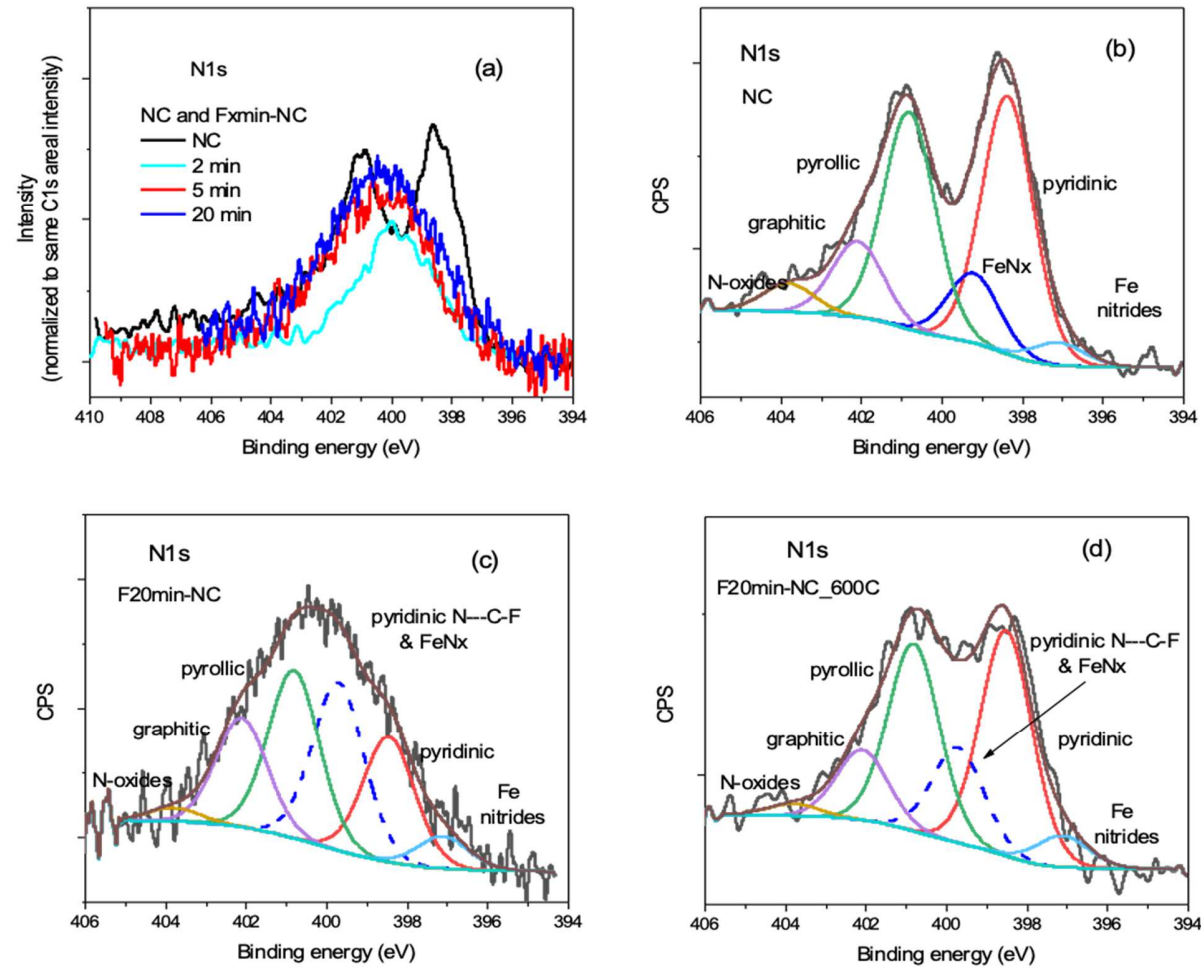 (a)
N1s
NC and Fxmin-NC
NC
2 min
5 min
20 min
Intensity
(normalized to same C1s areal intensity)
410 408 406 404 402 400 398 396 394
Binding energy (eV)
(b)
N1s
NC
pyrollic
pyridinic
graphitic
N-oxides
FeNx
Fe
nitrides
CPS
406 404 402 400 398 396 394
Binding energy (eV)
(c)
N1s
F20min-NC
pyridinic N---C-F
& FeNx
pyrollic
graphitic
pyridinic
N-oxides
Fe
nitrides
CPS
406 404 402 400 398 396 394
Binding energy (eV)
(d)
N1s
F20min-NC_600C
pyridinic N---C-F
& FeNx
pyrollic
graphitic
pyridinic
N-oxides
Fe
nitrides
CPS
406 404 402 400 398 396 394
Binding energy (eV)